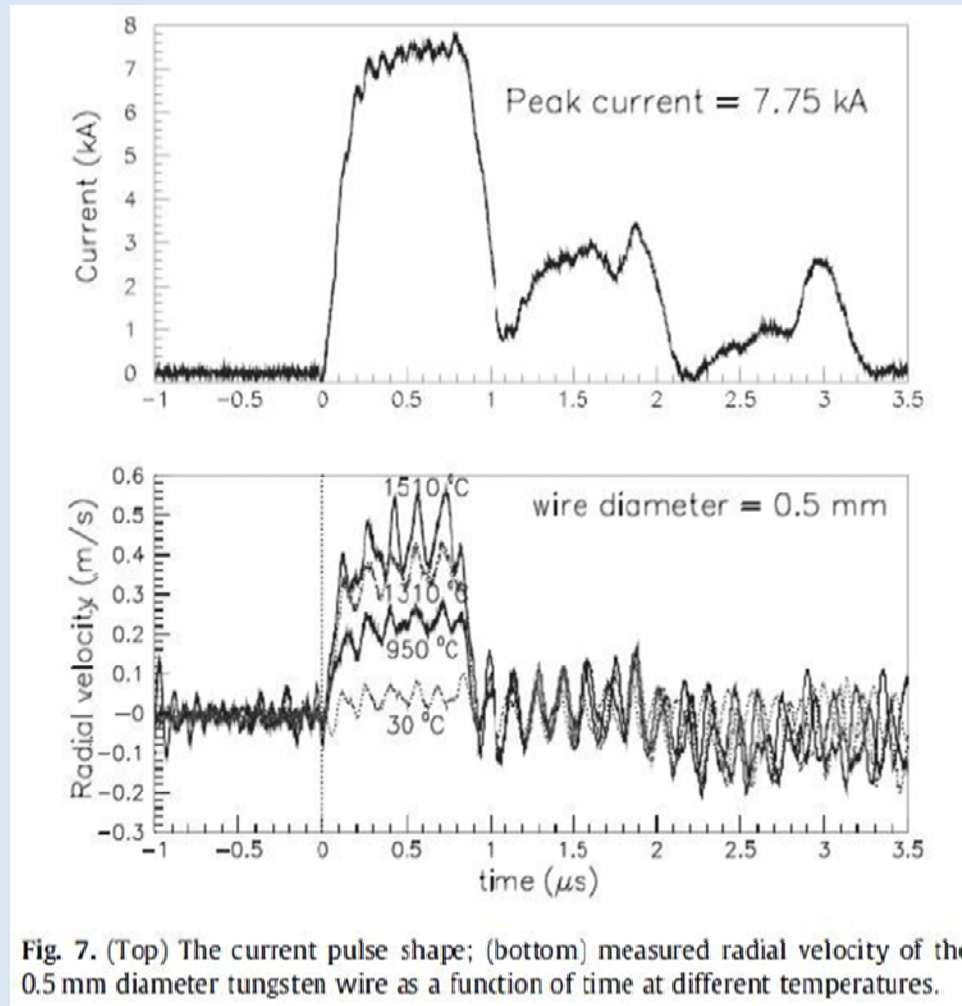 8
7
6
5
4
3
2
1
0
Current (kA)
Peak current = 7.75 kA
-1 -0.5 0 0.5 1 1.5 2 2.5 3 3.5
0.6
0.5
0.4
0.3
0.2
0.1
-0
-0.1
-0.2
-0.3
Radial velocity (m/s)
1510 °C
wire diameter = 0.5 mm
1310 °C
950 °C
30 °C
-1 -0.5 0 0.5 1 1.5 2 2.5 3 3.5
time (μs)
Fig. 7. (Top) The current pulse shape; (bottom) measured radial velocity of the
0.5 mm diameter tungsten wire as a function of time at different temperatures.